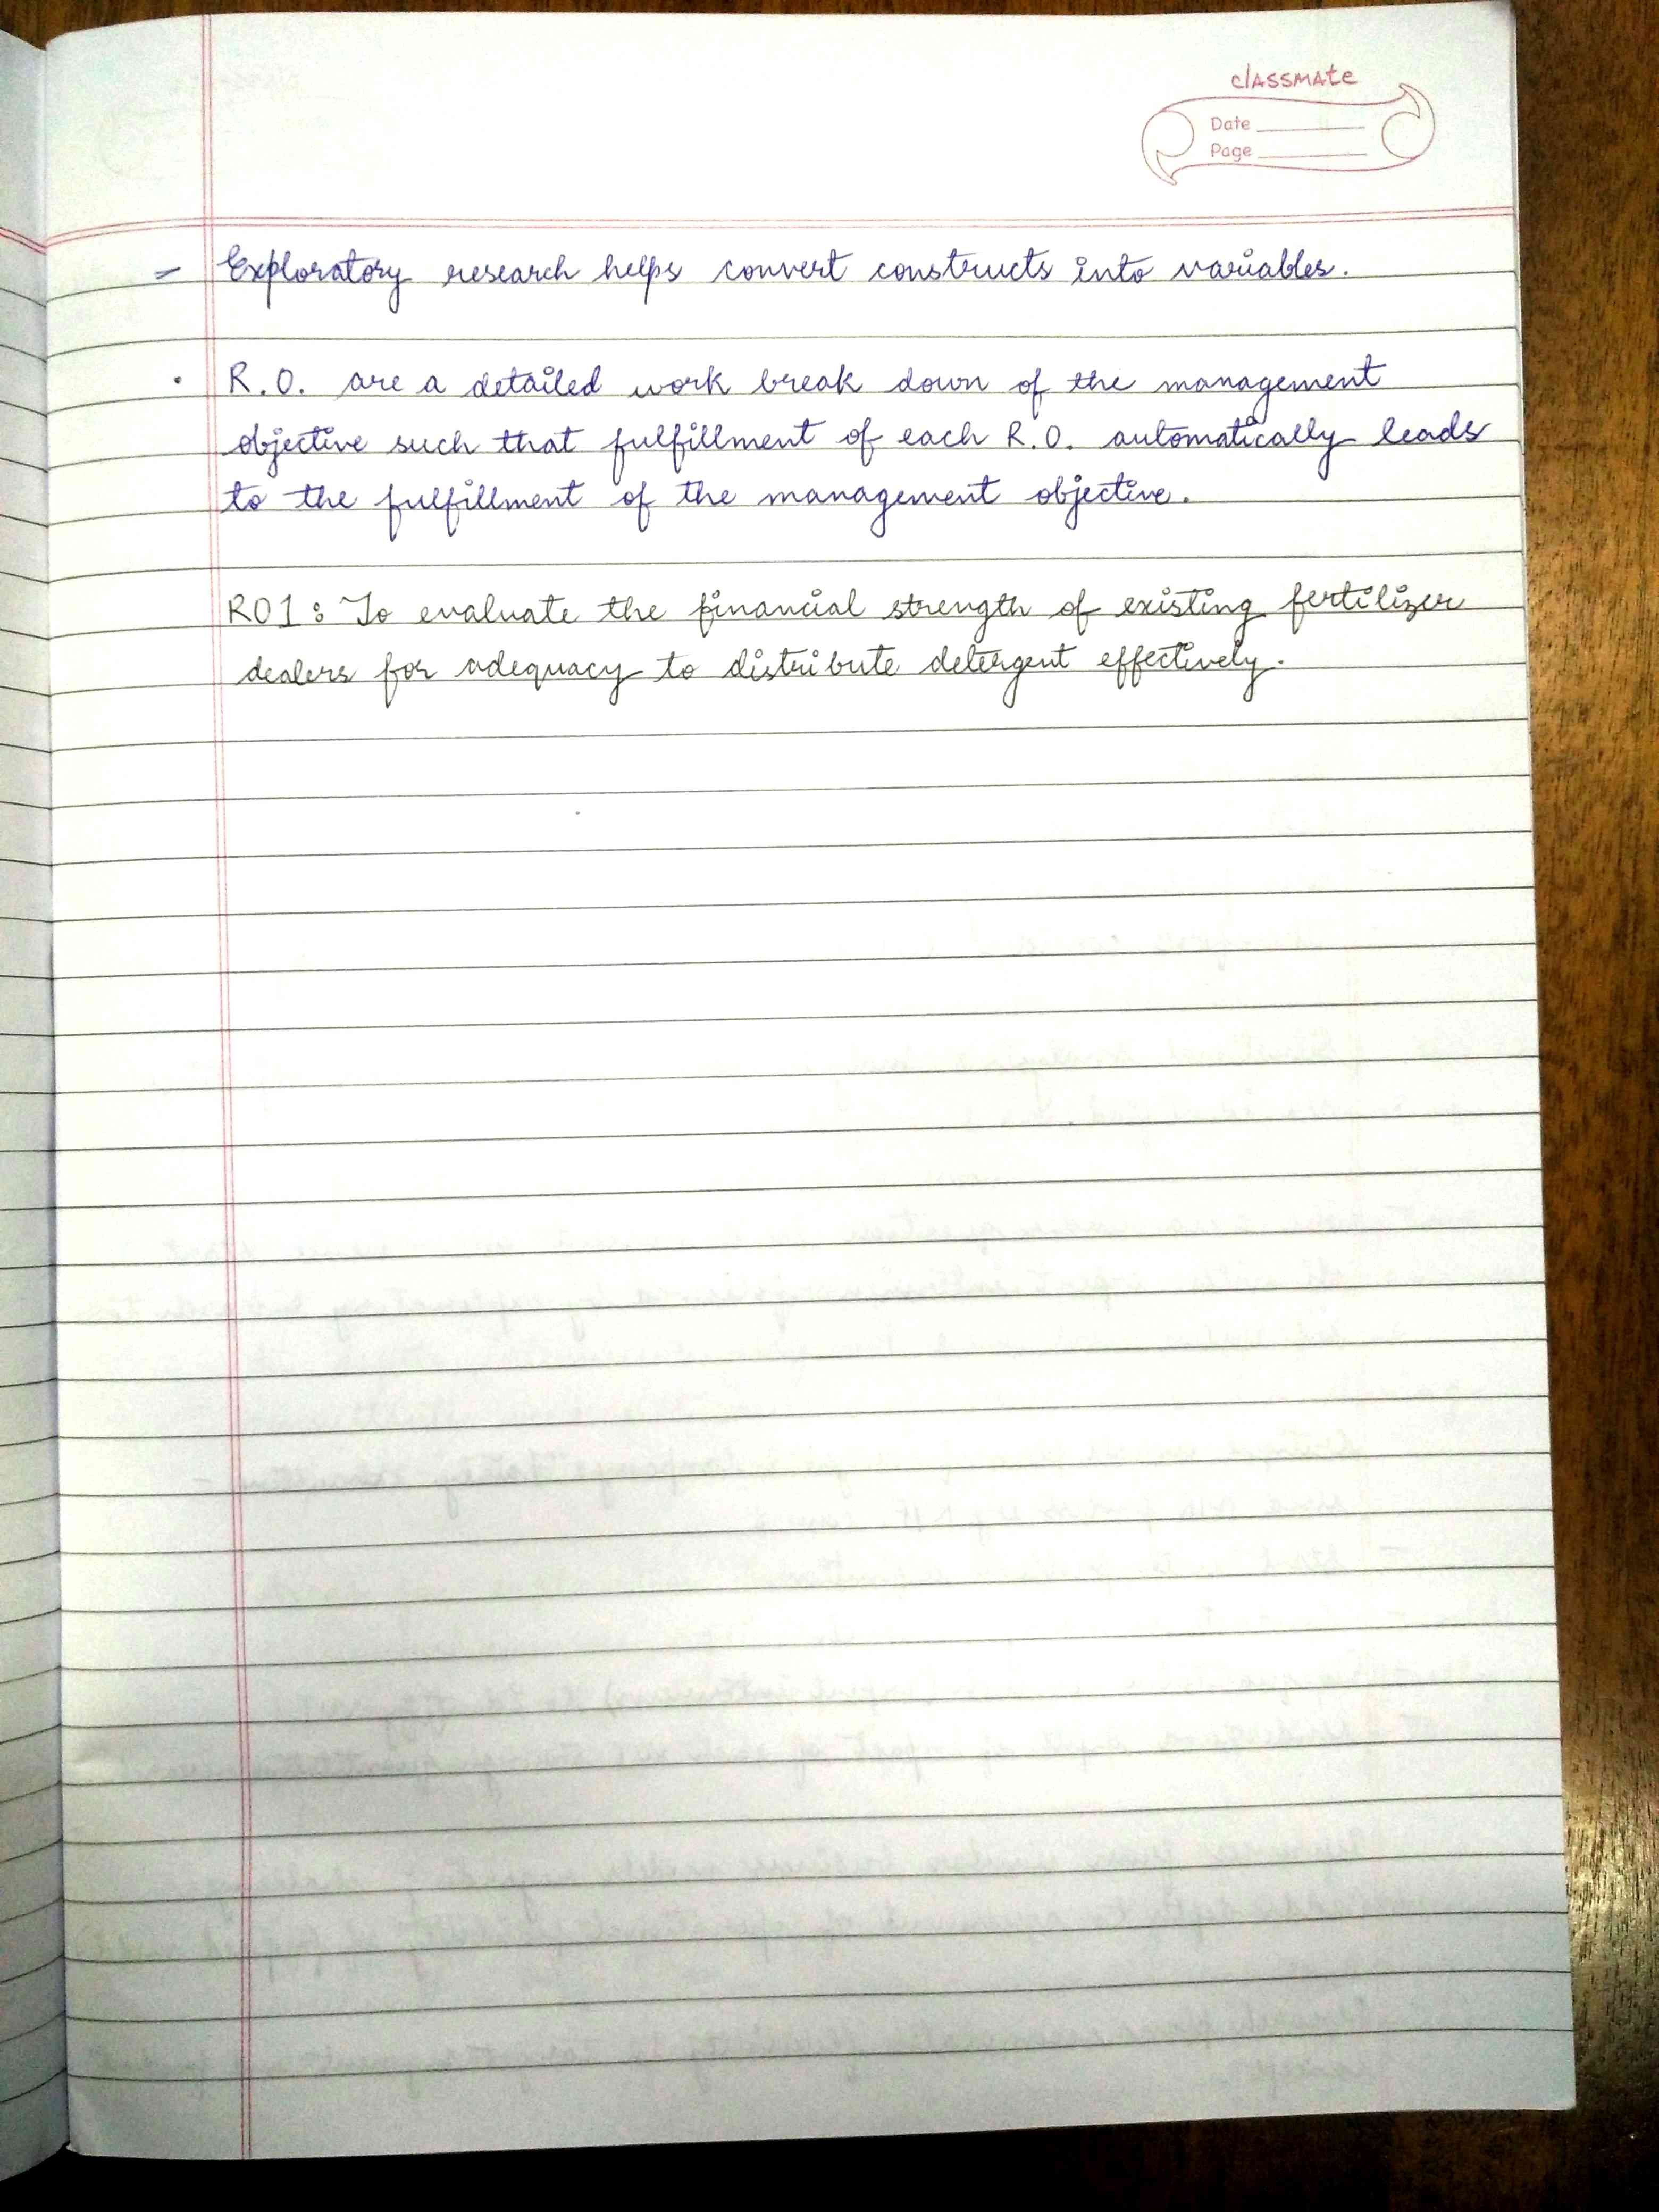 classmate
Date
Page
= Exploratory research helps convert constructs into variables.
• R.O. are a detailed work break down of the management
objective such that fulfillment of each R.O. automatically leads
to the fulfillment of the management objective.
RO1: To evaluate the financial strength of existing fertilizer
dealers for adequacy to distribute detergent effectively.